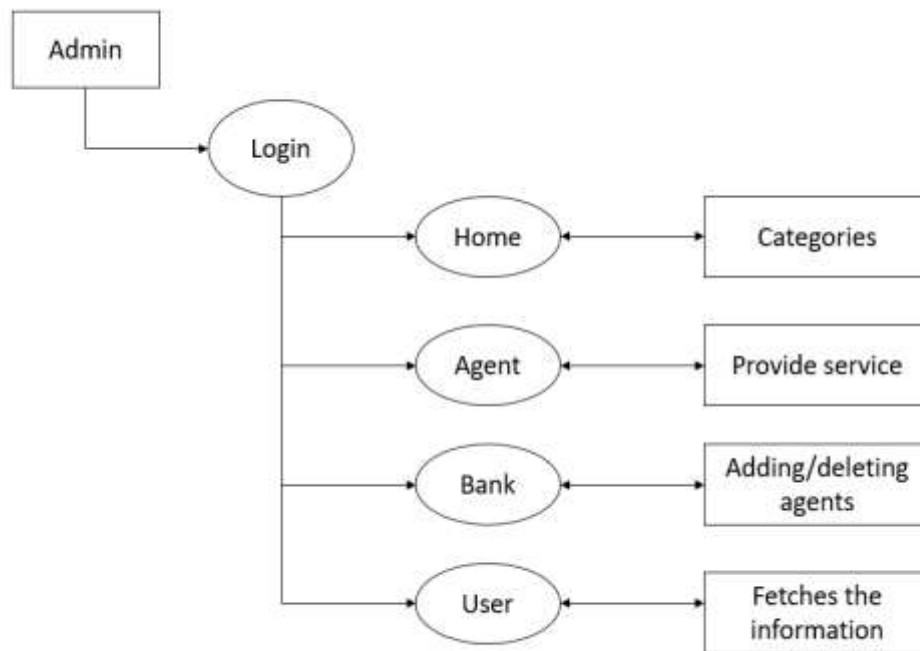 Admin
Login
Home
Categories
Agent
Provide service
Bank
Adding/deleting
agents
User
Fetches the
information